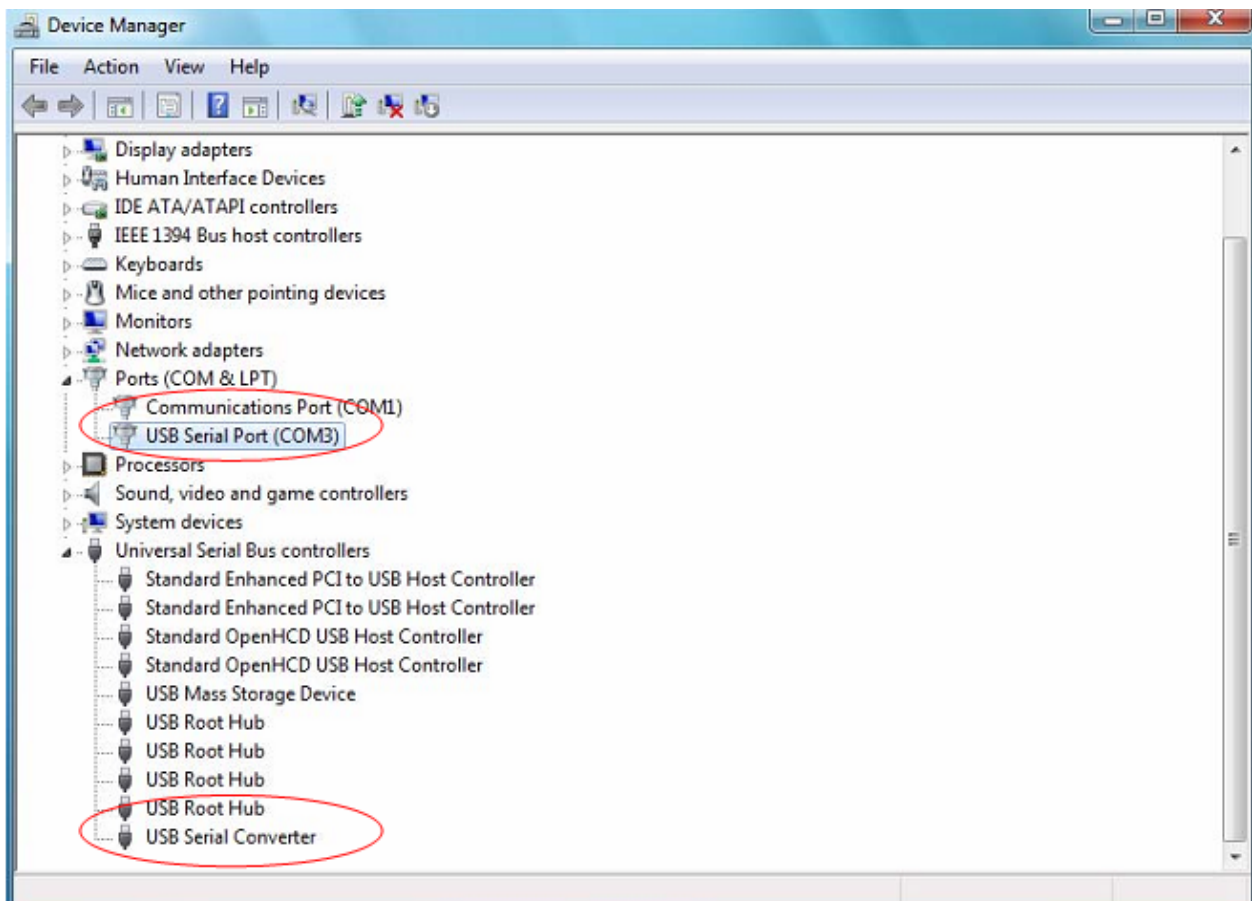 Device Manager
File Action View Help
Display adapters
Human Interface Devices
IDE ATA/ATAPI controllers
IEEE 1394 Bus host controllers
Keyboards
Mice and other pointing devices
Monitors
Network adapters
Ports (COM & LPT)
Communications Port (COM1)
USB Serial Port (COM3)
Processors
Sound, video and game controllers
System devices
Universal Serial Bus controllers
Standard Enhanced PCI to USB Host Controller
Standard Enhanced PCI to USB Host Controller
Standard OpenHCD USB Host Controller
Standard OpenHCD USB Host Controller
USB Mass Storage Device
USB Root Hub
USB Root Hub
USB Root Hub
USB Root Hub
USB Serial Converter